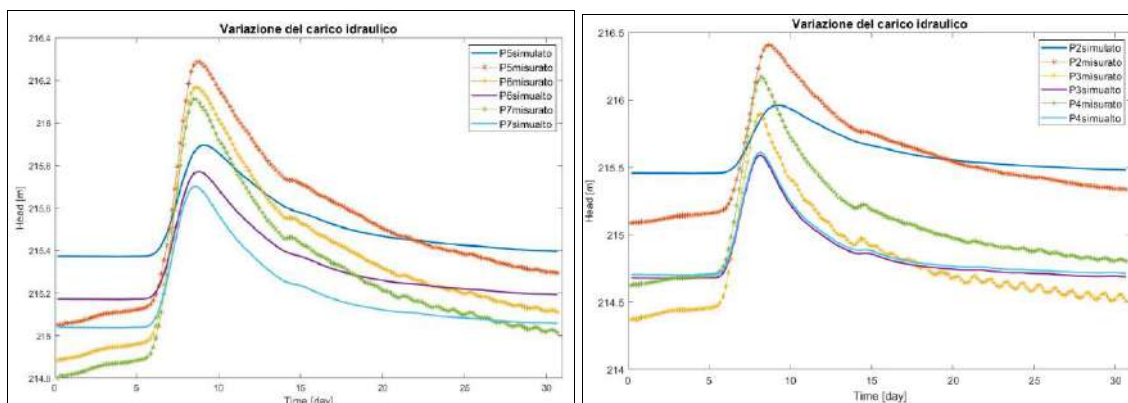 Variazione del carico idraulico
216.4
216.2
216
215.8
215.6
215.4
215.2
215
214.8
Head [m]
0
5
10
15
20
25
30
Time [day]
P5simulato
P5misurato
P6misurato
P6simualto
P7misurato
P7simualto
Variazione del carico idraulico
216.5
216
215.5
215
214.5
214
Head [m]
0
5
10
15
20
25
30
Time [day]
P2simulato
P2misurato
P3misurato
P3simualto
P4misurato
P4simualto